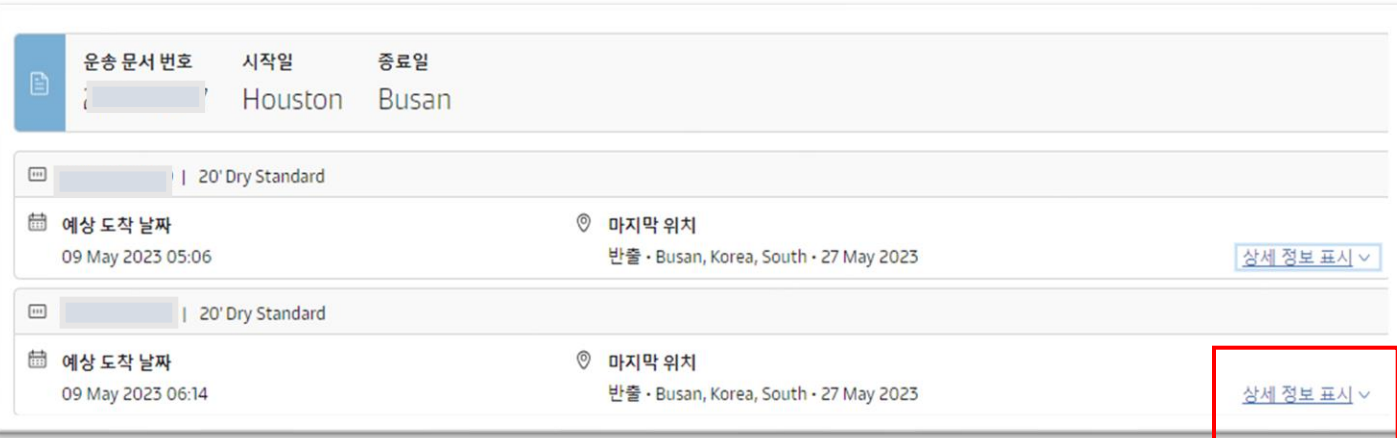 운송 문서 번호 시작일 종료일
Houston Busan
| 20' Dry Standard
예상 도착 날짜 마지막 위치
09 May 2023 05:06 반출 • Busan, Korea, South • 27 May 2023 상세 정보 표시
| 20' Dry Standard
예상 도착 날짜 마지막 위치
09 May 2023 06:14 반출 • Busan, Korea, South • 27 May 2023 상세 정보 표시